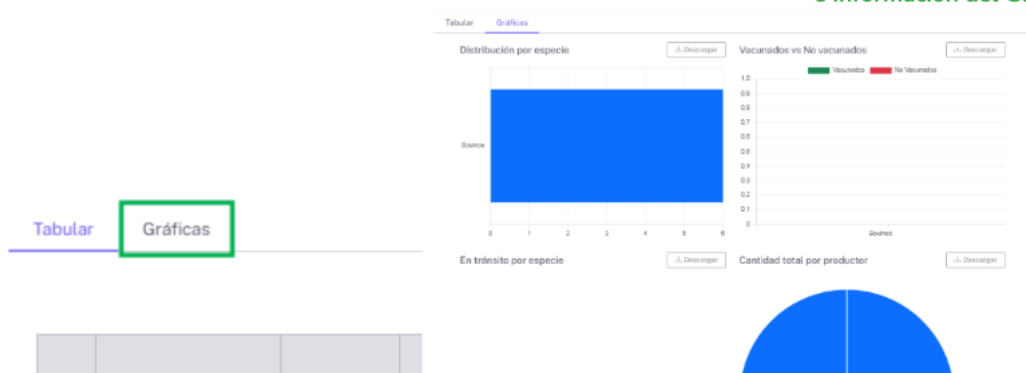 Tabular Gráficas
Tabular Gráficas
Distribución por especie
Descargar
Bovinos
0 1 2 3 4 5 6
Vacunados vs No vacunados
Descargar
Vacunados No Vacunados
1,0
0,9
0,8
0,7
0,6
0,5
0,4
0,3
0,2
0,1
0
Bovinos
En tránsito por especie
Descargar
Cantidad total por productor
Descargar